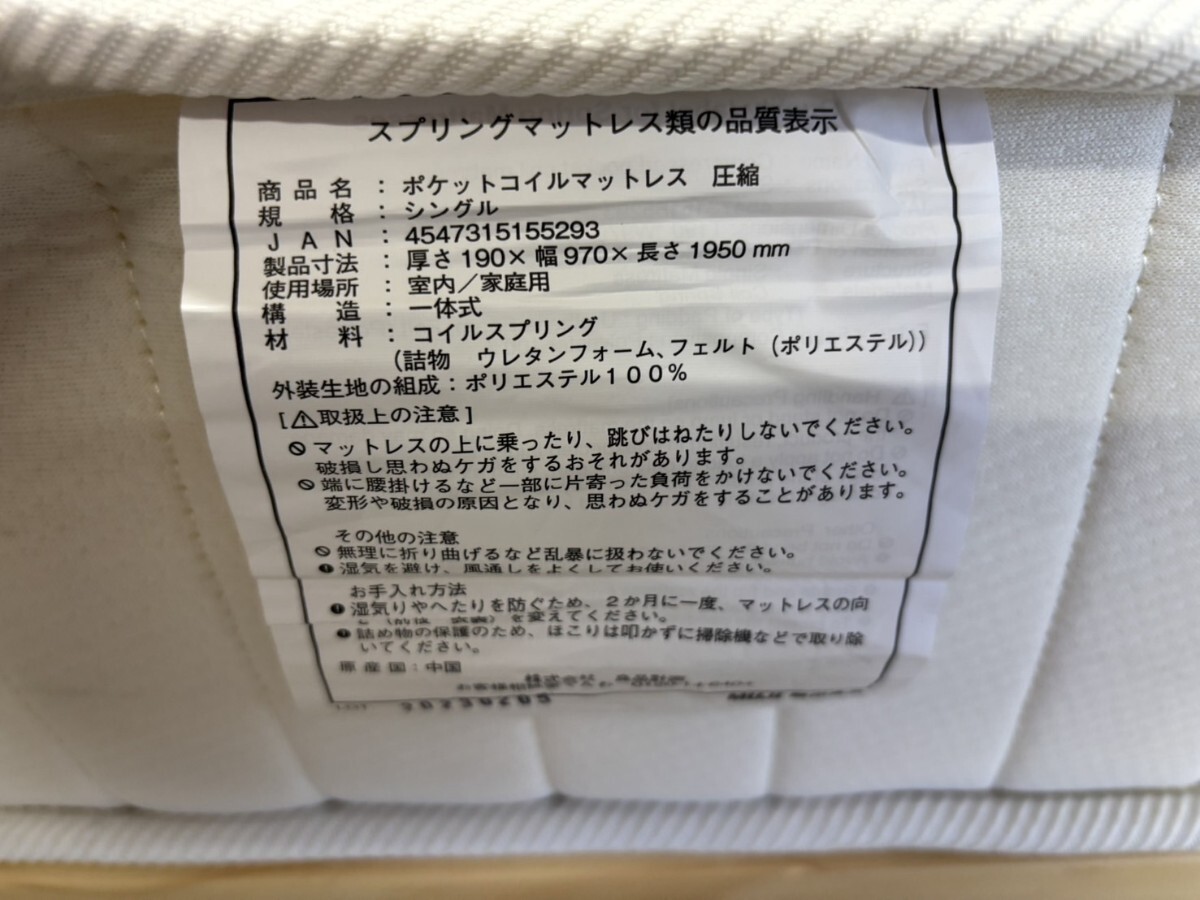 スプリングマットレス類の品質表示
商品名：ポケットコイルマットレス　圧縮
規　格：シングル
ＪＡＮ：4547315155293
製品寸法：厚さ190×幅970×長さ1950 mm
使用場所：室内／家庭用
構　造：一体式
材　料：コイルスプリング
（詰物　ウレタンフォーム、フェルト（ポリエステル））
外装生地の組成：ポリエステル１００％
[⚠取扱上の注意]
マットレスの上に乗ったり、跳びはねたりしないでください。
破損し思わぬケガをするおそれがあります。
端に腰掛けるなど一部に片寄った負荷をかけないでください。
変形や破損の原因となり、思わぬケガをすることがあります。
その他の注意
無理に折り曲げるなど乱暴に扱わないでください。
湿気を避け、風通しをよくしてお使いください。
お手入れ方法
湿気りやへたりを防ぐため、２か月に一度、マットレスの向
を変えてください。
詰め物の保護のため、ほこりは叩かずに掃除機などで取り除
いてください。
原産国：中国
株式会社　良品計画